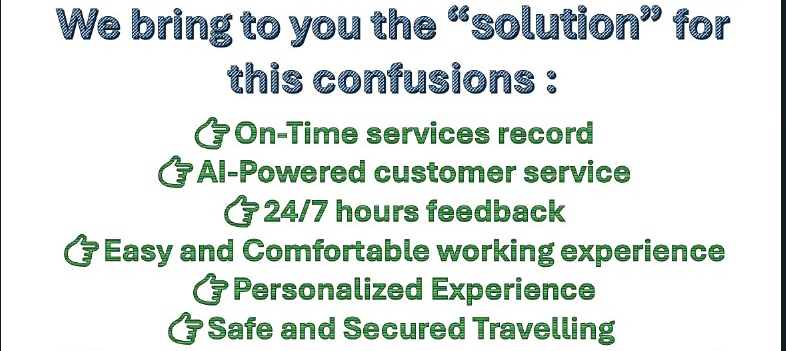 We bring to you the “solution” for
this confusions :
👉On-Time services record
👉AI-Powered customer service
👉24/7 hours feedback
👉Easy and Comfortable working experience
👉Personalized Experience
👉Safe and Secured Travelling